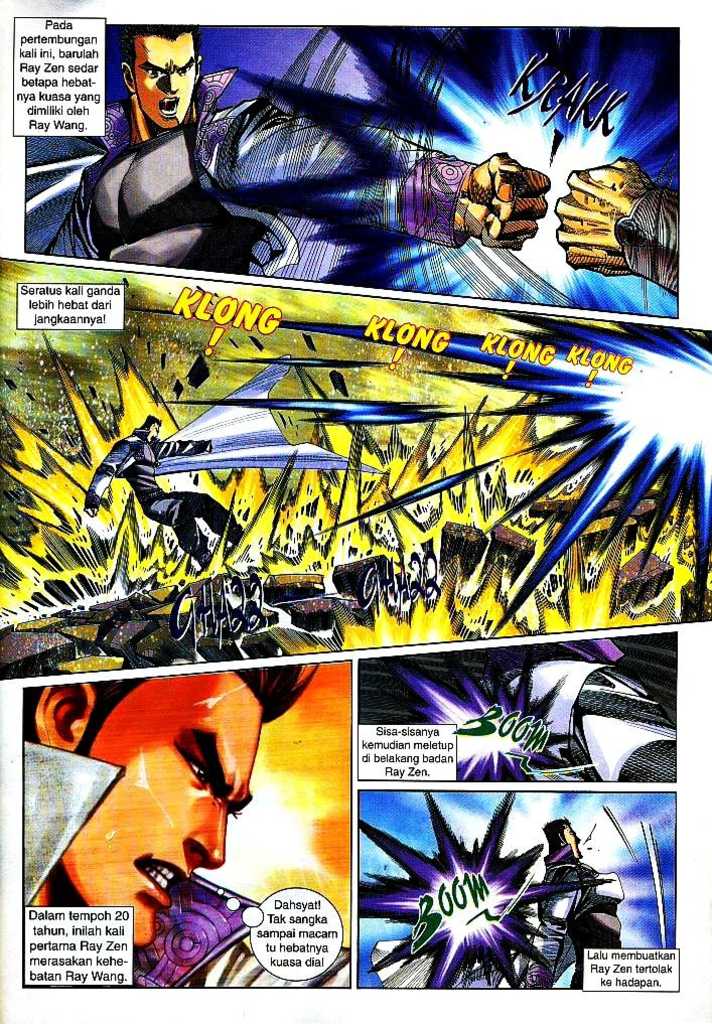 Pada
pertembungan
kali ini, barulah
Ray Zen sedar
betapa hebat-
nya kuasa yang
dimiliki oleh
Ray Wang.
KRAKK
Seratus kali ganda
lebih hebat dari
jangkaannya!
KLONG!
KLONG!
KLONG!
KLONG!
Dalam tempoh 20
tahun, inilah kali
pertama Ray Zen
merasakan kehe-
batan Ray Wang.
Dahsyat!
Tak sangka
sampai macam
tu hebatnya
kuasa dia!
BOOM
Sisa-sisanya
kemudian meletup
di belakang badan
Ray Zen.
BOOM
Lalu membuatkan
Ray Zen tertolak
ke hadapan.